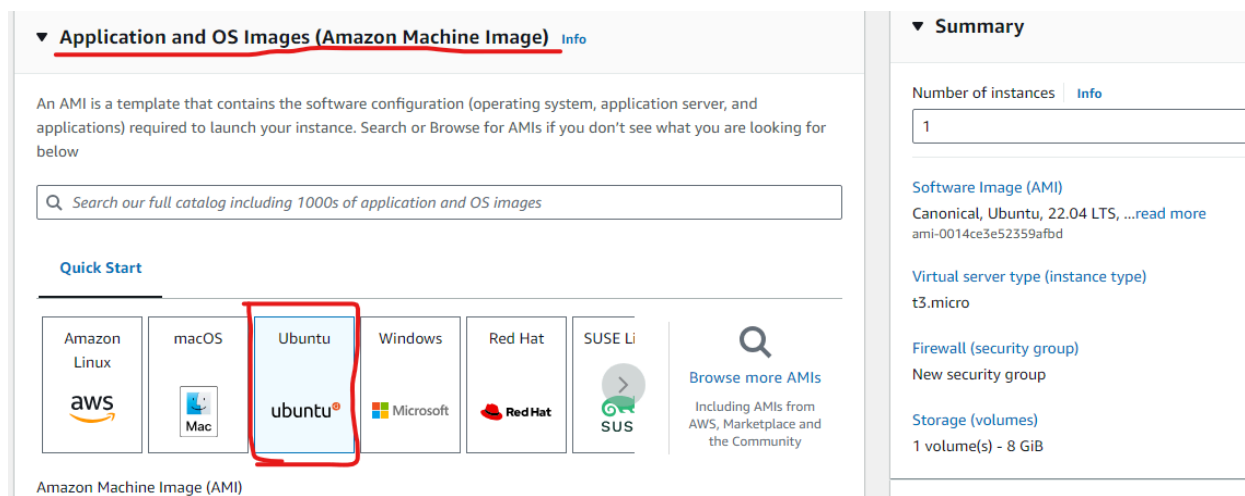 Application and OS Images (Amazon Machine Image) Info
An AMI is a template that contains the software configuration (operating system, application server, and
applications) required to launch your instance. Search or Browse for AMIs if you don't see what you are looking for
below
Search our full catalog including 1000s of application and OS images
Quick Start
Amazon
Linux
aws
macOS
Mac
Ubuntu
ubuntu
Windows
Microsoft
Red Hat
Red Hat
SUSE Li
SUS
Browse more AMIs
Including AMIs from
AWS, Marketplace and
the Community
Amazon Machine Image (AMI)
Summary
Number of instances Info
1
Software Image (AMI)
Canonical, Ubuntu, 22.04 LTS, ...read more
ami-0014ce3e52359afbd
Virtual server type (instance type)
t3.micro
Firewall (security group)
New security group
Storage (volumes)
1 volume(s) - 8 GiB